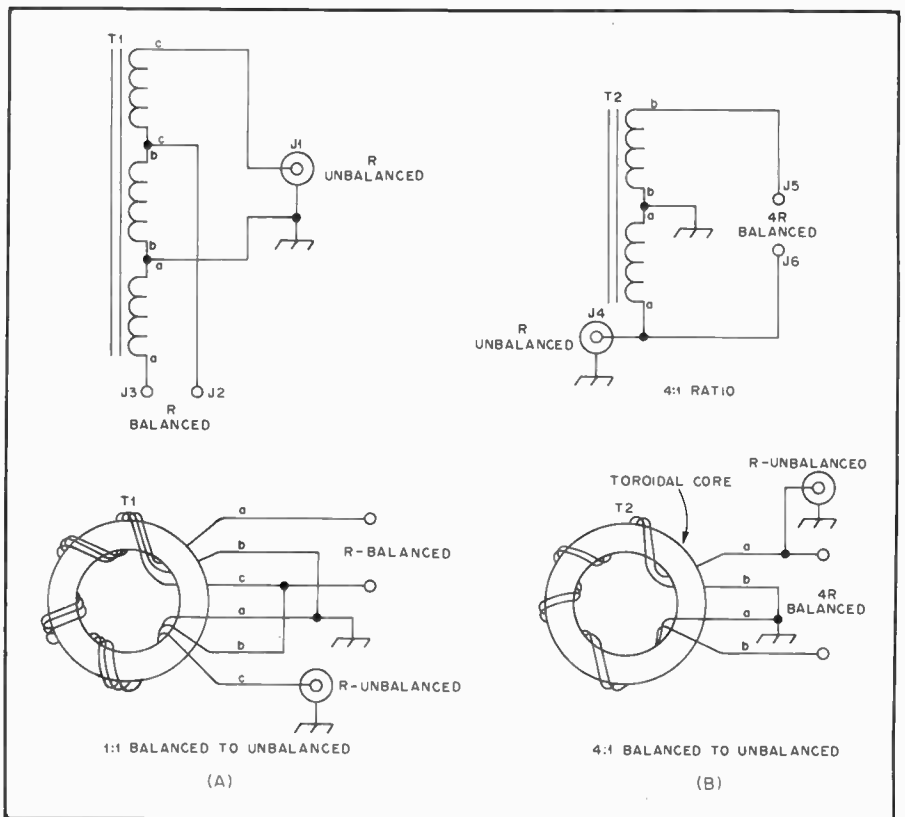 T1
c
c
b
b
a
a
J1
R
UNBALANCED
J3
J2
R
BALANCED
T2
b
b
a
a
J5
4R
BALANCED
J6
J4
R
UNBALANCED
4:1 RATIO
T1
a
b
c
a
b
c
R-BALANCED
R-UNBALANCED
1:1 BALANCED TO UNBALANCED
(A)
TOROIDAL CORE
T2
R-UNBALANCED
a
b
a
b
4R
BALANCED
4:1 BALANCED TO UNBALANCED
(B)